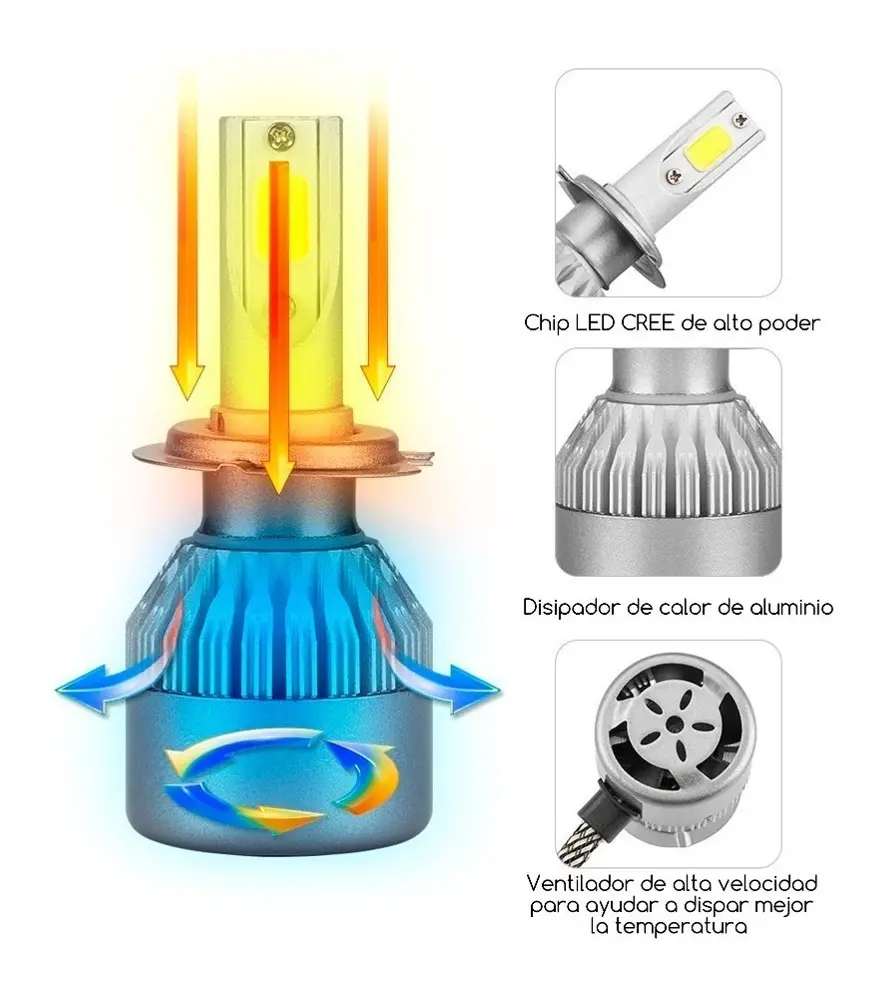 Chip LED CREE de alto poder
Disipador de calor de aluminio
Ventilador de alta velocidad
para ayudar a dispar mejor
la temperatura